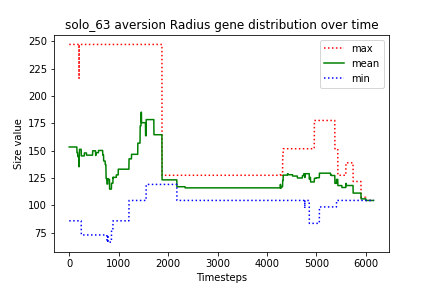 solo_63 aversion Radius gene distribution over time
Size value
250
225
200
175
150
125
100
75
max
mean
min
0
1000
2000
3000
4000
5000
6000
Timesteps